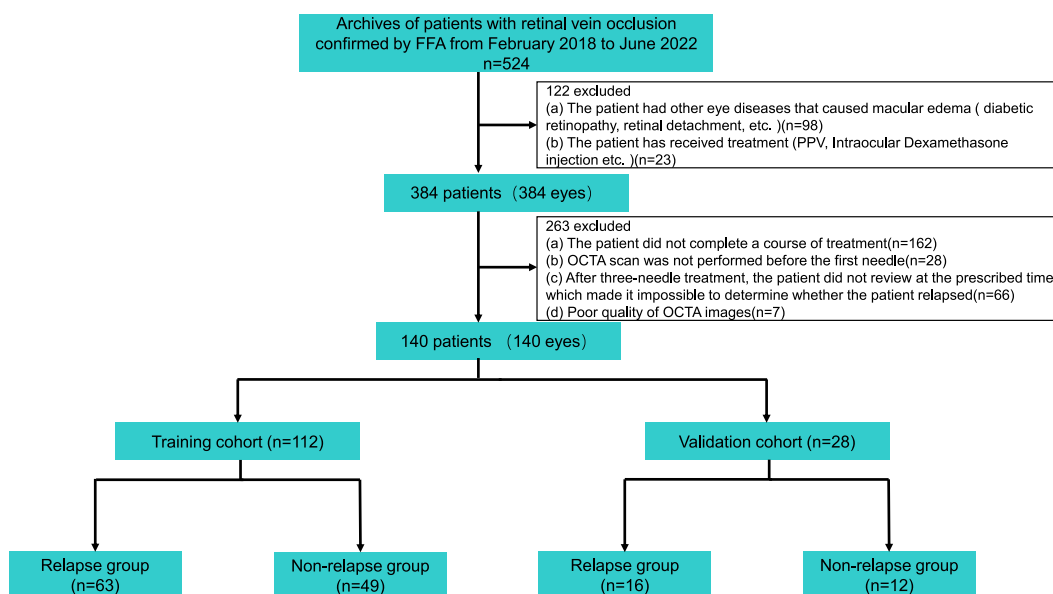 Archives of patients with retinal vein occlusion
confirmed by FFA from February 2018 to June 2022
n=524
122 excluded
(a) The patient had other eye diseases that caused macular edema ( diabetic
retinopathy, retinal detachment, etc. )(n=98)
(b) The patient has received treatment (PPV, Intraocular Dexamethasone
injection etc. )(n=23)
384 patients（384 eyes）
263 excluded
(a) The patient did not complete a course of treatment(n=162)
(b) OCTA scan was not performed before the first needle(n=28)
(c) After three-needle treatment, the patient did not review at the prescribed time,
which made it impossible to determine whether the patient relapsed(n=66)
(d) Poor quality of OCTA images(n=7)
140 patients （140 eyes）
Training cohort (n=112)
Validation cohort (n=28)
Relapse group
(n=63)
Non-relapse group
(n=49)
Relapse group
(n=16)
Non-relapse group
(n=12)